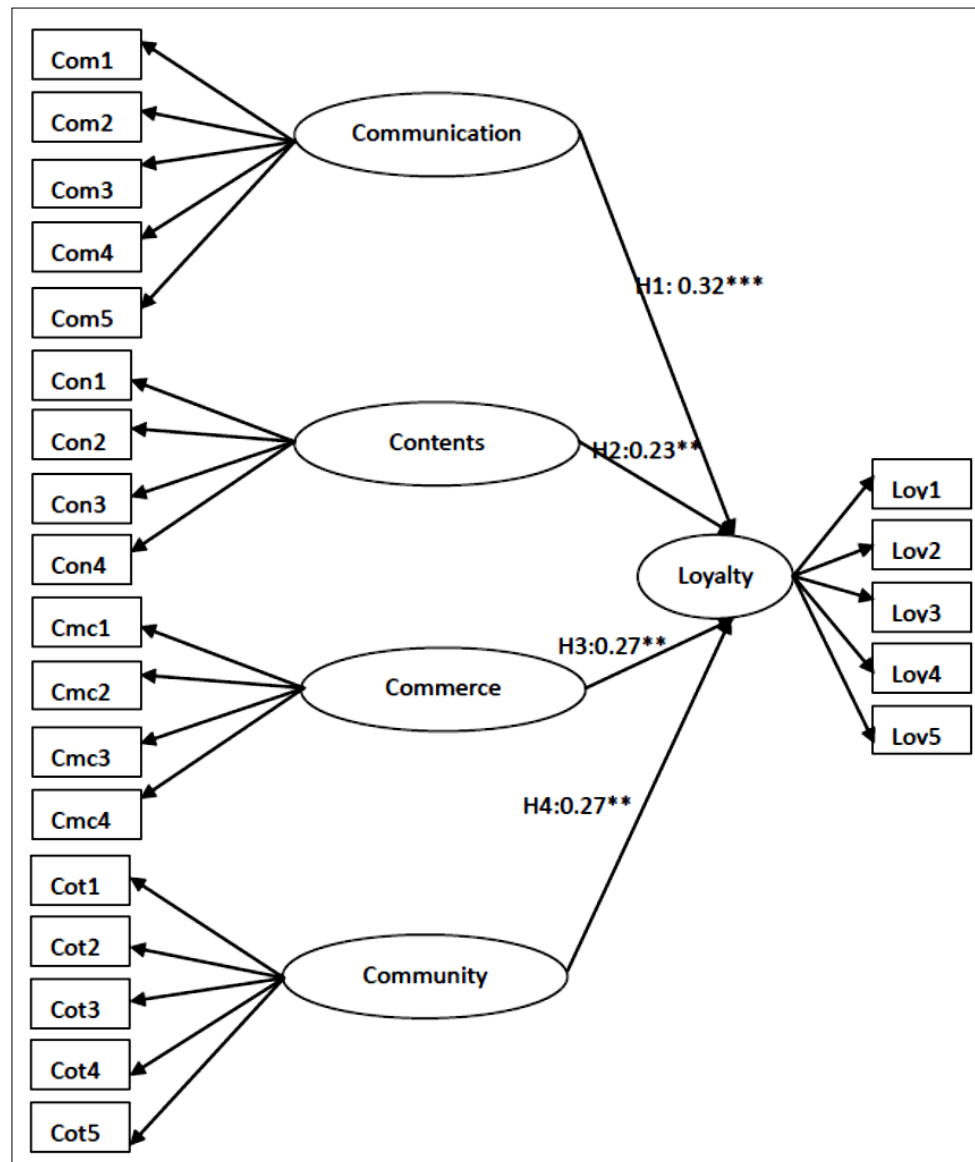 Com1
Com2
Com3
Com4
Com5
Con1
Con2
Con3
Con4
Cmc1
Cmc2
Cmc3
Cmc4
Cot1
Cot2
Cot3
Cot4
Cot5
Communication
Contents
Commerce
Community
H1: 0.32***
H2:0.23**
H3:0.27**
H4:0.27**
Loyalty
Lov1
Lov2
Lov3
Lov4
Lov5